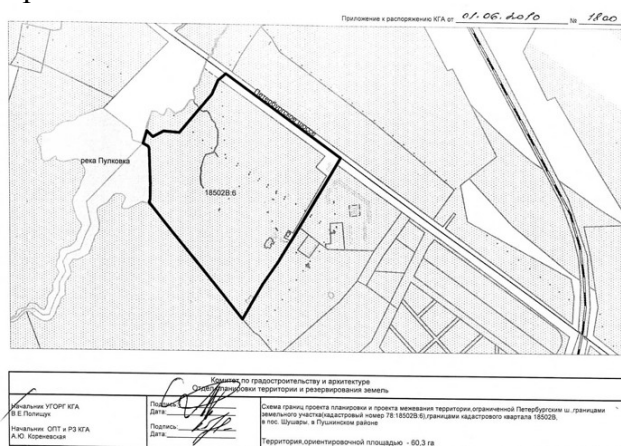 Приложение к распоряжению КГА от 01.06.2010 № 1800
Петербургское шоссе
река Пулковка
18502В:6
Комитет по градостроительству и архитектуре
Отдел планировки территории и резервирования земель
Начальник УГОРГ КГА
В.Е.Полищук
Подпись:
Дата:
Начальник ОПТ и РЗ КГА
А.Ю. Кореневская
Подпись:
Дата:
Схема границ проекта планировки и проекта межевания территории,ограниченной Петербургским ш.,границами
земельного участка(кадастровый номер 78:18502В:6),границами кадастрового квартала 18502В,
в пос. Шушары, в Пушкинском районе
Территория,ориентировочной площадью - 60,3 га